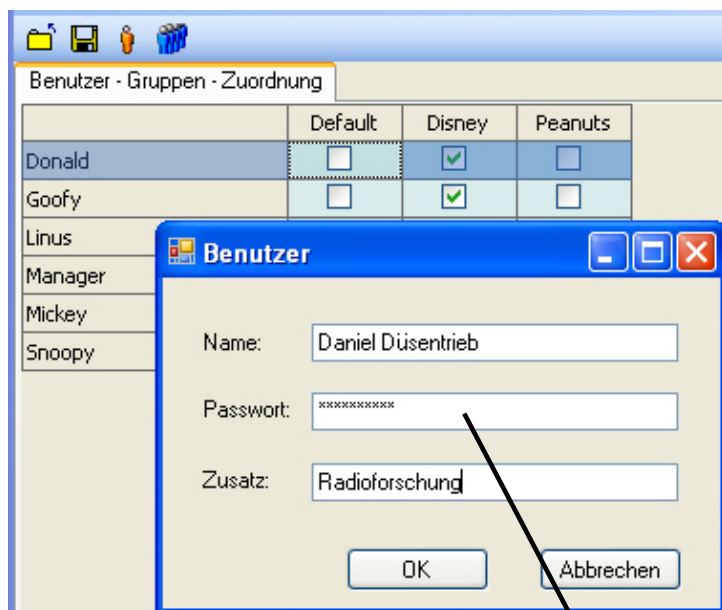 Benutzer - Gruppen - Zuordnung
Default Disney Peanuts
Donald
Goofy
Linus
Manager
Mickey
Snoopy
Benutzer
Name: Daniel Düsentrieb
Passwort: **********
Zusatz: Radioforschung
OK Abbrechen